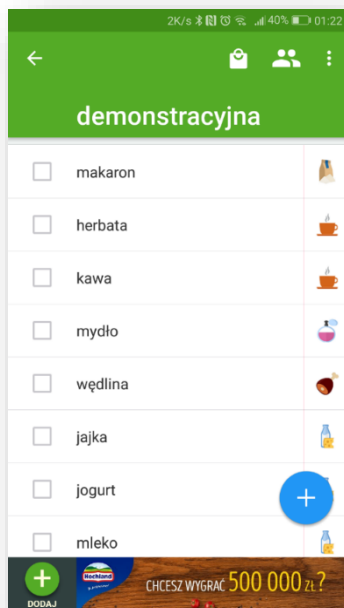 2K/s 40% 01:22
demonstracyjna
makaron
herbata
kawa
mydło
wędlina
jajka
jogurt
mleko
DODAJ
Hochland
CHCESZ WYGRAĆ 500 000 ZŁ?